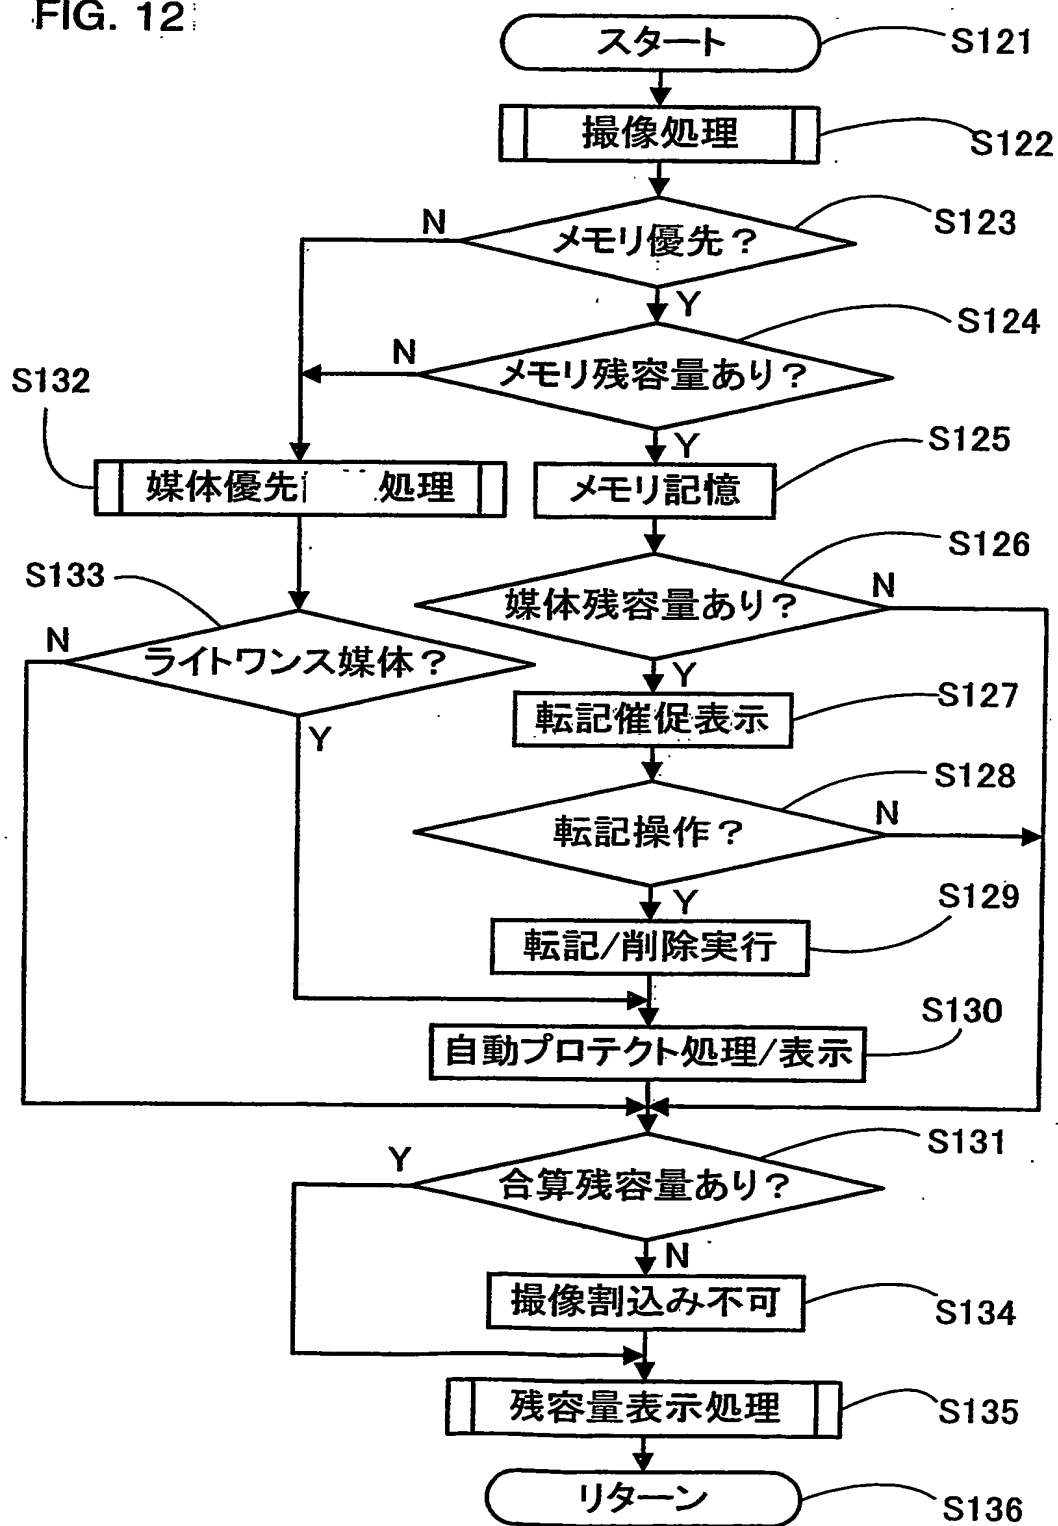 FIG. 12
スタート
S121
撮像処理
S122
メモリ優先?
S123
N
Y
メモリ残容量あり?
S124
N
Y
S132
媒体優先 処理
メモリ記憶
S125
S133
ライトワンス媒体?
N
Y
媒体残容量あり?
S126
N
Y
転記催促表示
S127
転記操作?
S128
N
Y
転記/削除実行
S129
自動プロテクト処理/表示
S130
合算残容量あり?
S131
Y
N
撮像割込み不可
S134
残容量表示処理
S135
リターン
S136